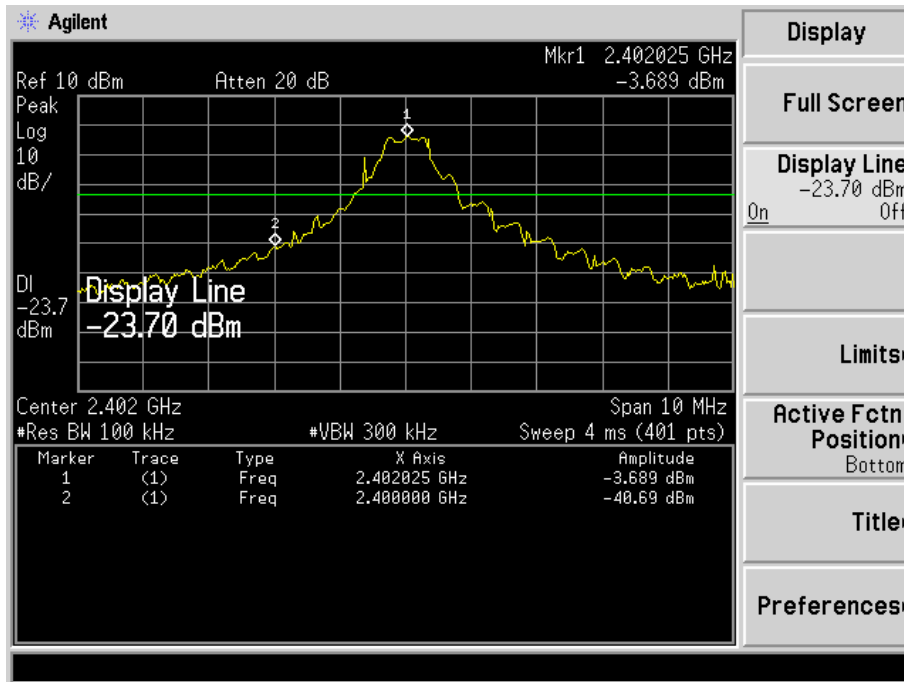 Agilent
Mkr1 2.402025 GHz
Ref 10 dBm Atten 20 dB -3.689 dBm
Peak
Log
10
dB/
1
2
DI
-23.7
dBm
Display Line
-23.70 dBm
Center 2.402 GHz Span 10 MHz
#Res BW 100 kHz #VBW 300 kHz Sweep 4 ms (401 pts)
Marker Trace Type X Axis Amplitude
1 (1) Freq 2.402025 GHz -3.689 dBm
2 (1) Freq 2.400000 GHz -40.69 dBm
Display
Full Screen
Display Line
-23.70 dBm
On Off
Limits
Active Fctn
Position
Bottom
Title
Preferences